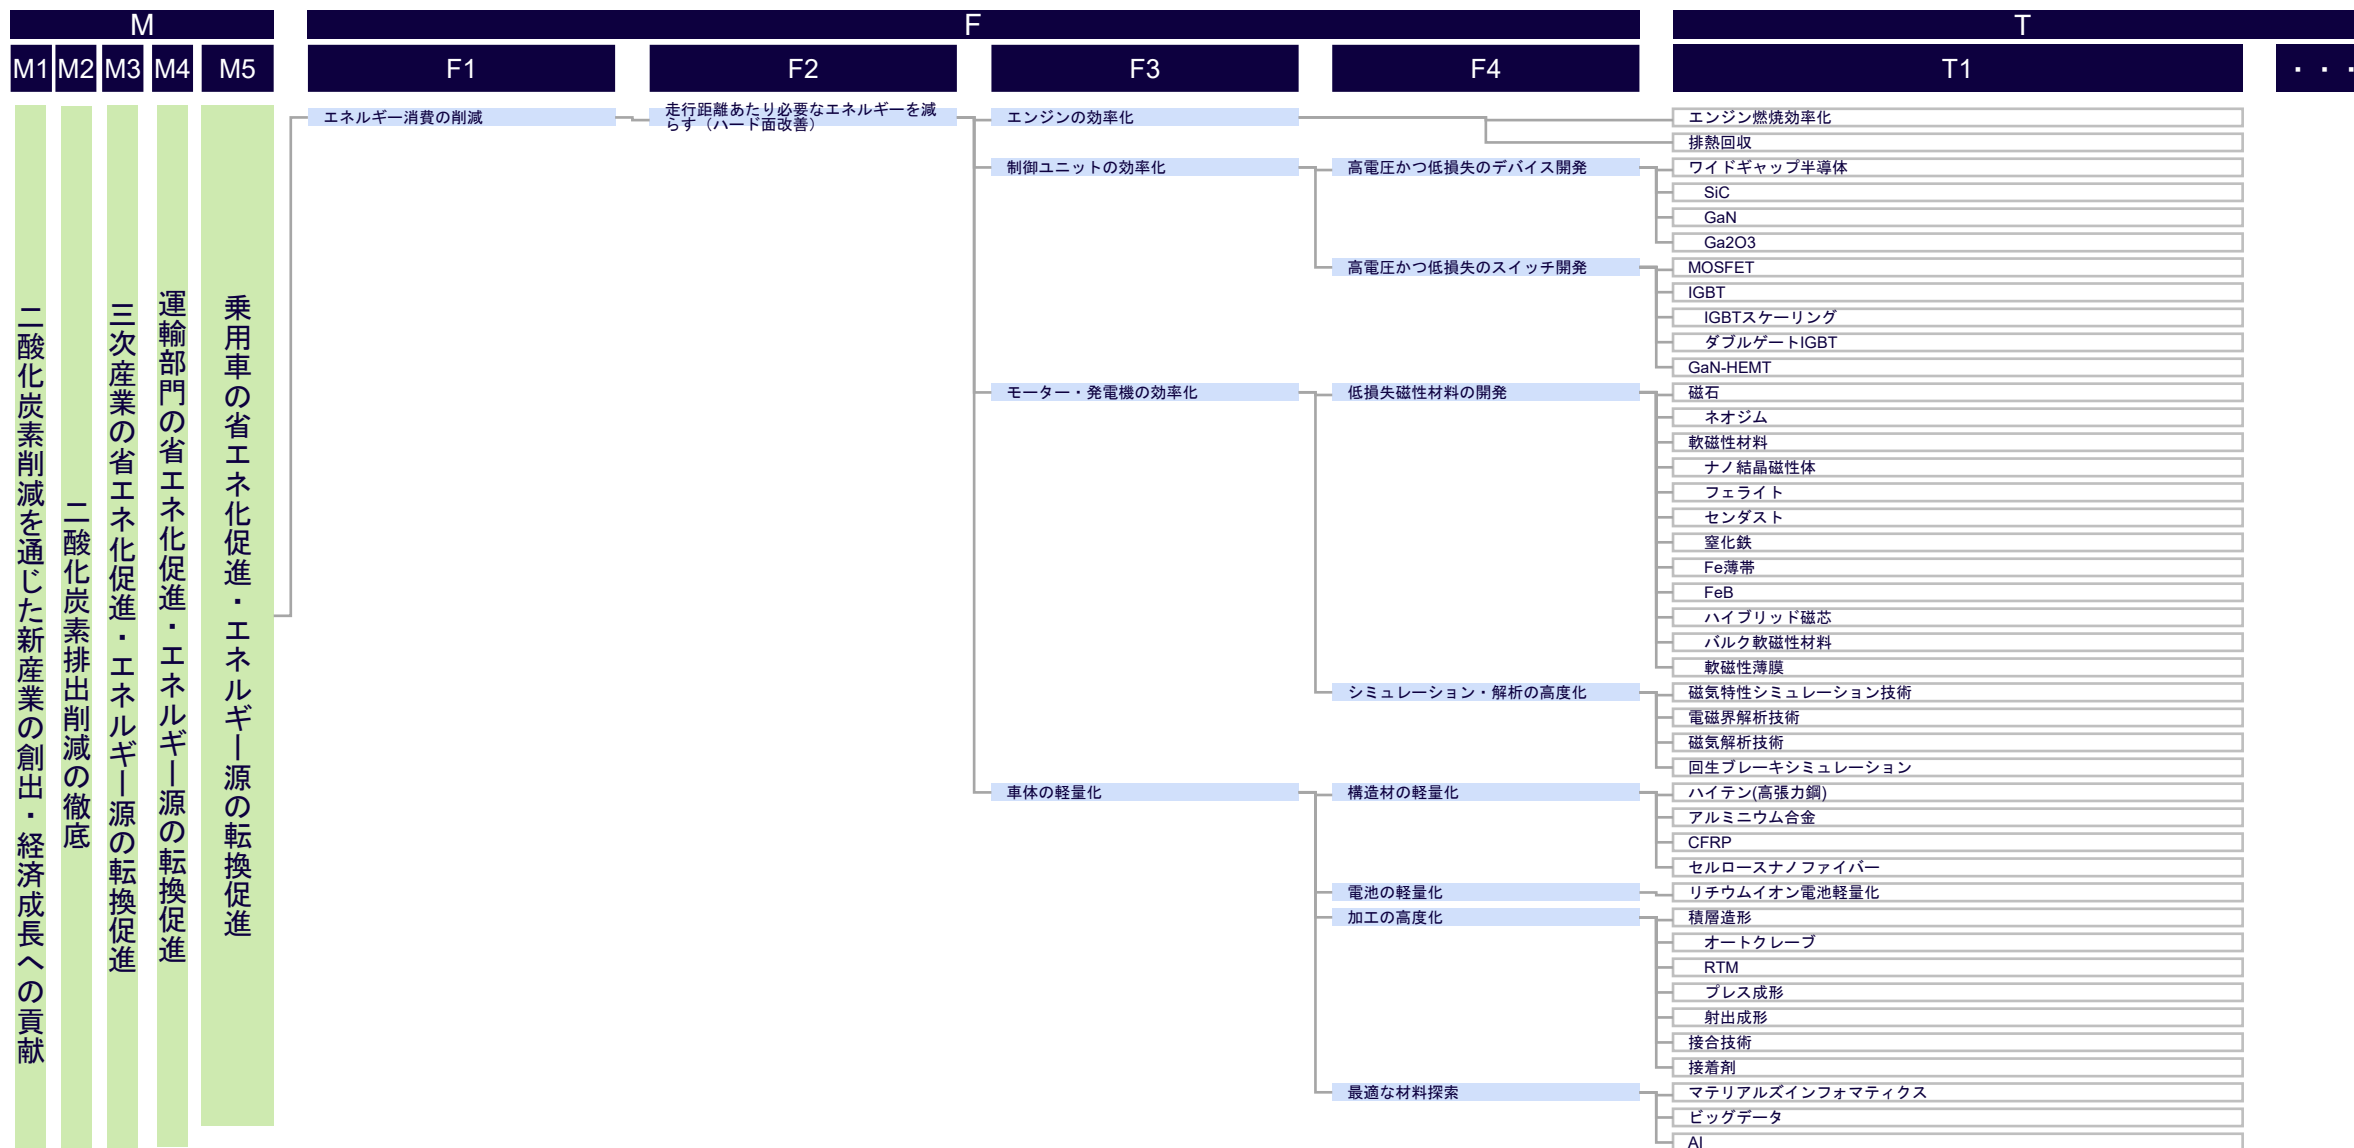 M
F
T
M1
M2
M3
M4
M5
F1
F2
F3
F4
T1
・・・
二酸化炭素削減を通じた新産業の創出・経済成長への貢献
二酸化炭素排出削減の徹底
三次産業の省エネ化促進・エネルギー源の転換促進
運輸部門の省エネ化促進・エネルギー源の転換促進
乗用車の省エネ化促進・エネルギー源の転換促進
エネルギー消費の削減
走行距離あたり必要なエネルギーを減
らす（ハード面改善）
エンジンの効率化
エンジン燃焼効率化
排熱回収
制御ユニットの効率化
高電圧かつ低損失のデバイス開発
ワイドギャップ半導体
SiC
GaN
Ga2O3
高電圧かつ低損失のスイッチ開発
MOSFET
IGBT
IGBTスケーリング
ダブルゲートIGBT
GaN-HEMT
モーター・発電機の効率化
低損失磁性材料の開発
磁石
ネオジム
軟磁性材料
ナノ結晶磁性体
フェライト
センダスト
窒化鉄
Fe薄帯
FeB
ハイブリッド磁芯
バルク軟磁性材料
軟磁性薄膜
シミュレーション・解析の高度化
磁気特性シミュレーション技術
電磁界解析技術
磁気解析技術
回生ブレーキシミュレーション
車体の軽量化
構造材の軽量化
ハイテン(高張力鋼)
アルミニウム合金
CFRP
セルロースナノファイバー
電池の軽量化
リチウムイオン電池軽量化
加工の高度化
積層造形
オートクレーブ
RTM
プレス成形
射出成形
接合技術
接着剤
最適な材料探索
マテリアルズインフォマティクス
ビッグデータ
AI